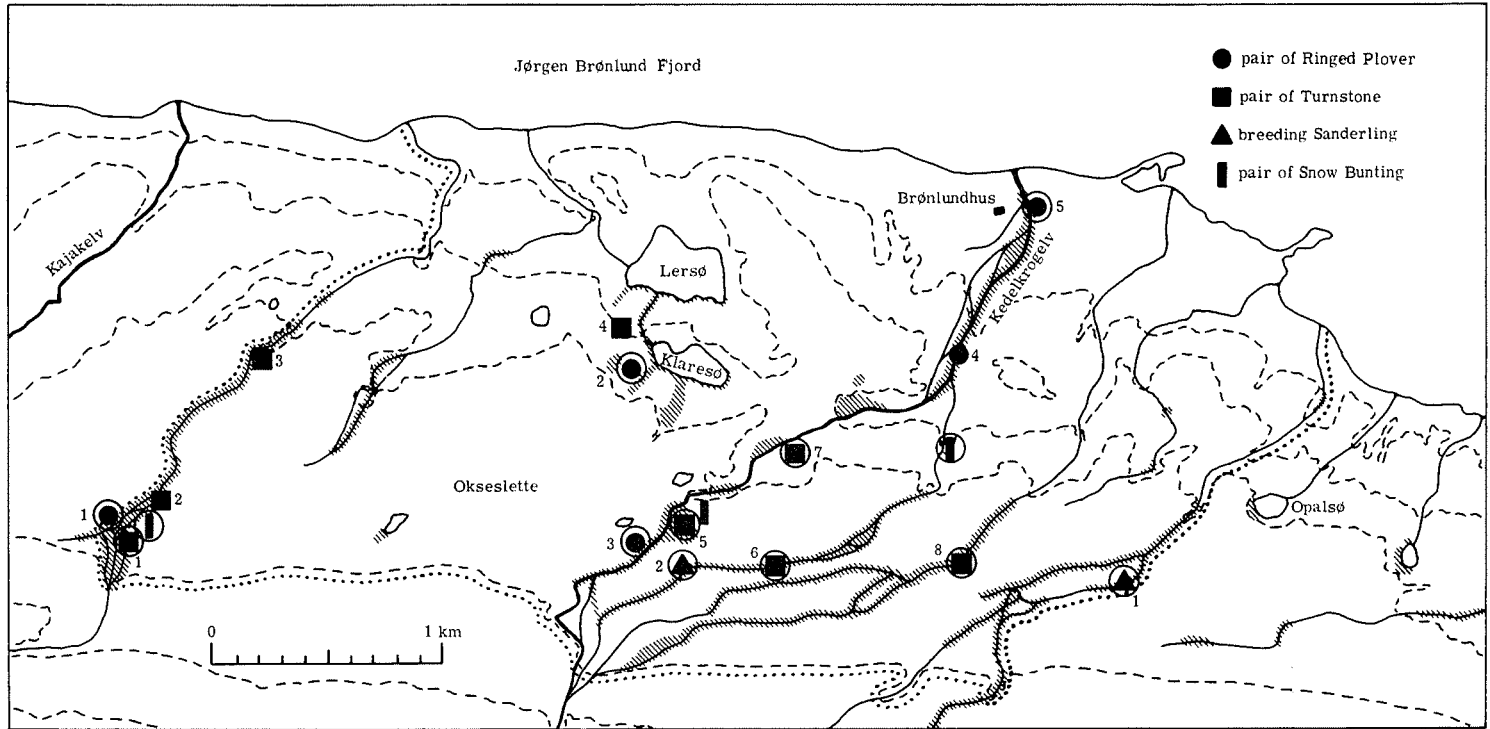 Jørgen Brønlund Fjord
pair of Ringed Plover
pair of Turnstone
breeding Sanderling
pair of Snow Bunting
Brønlundhus
5
Kajakelv
Lersø
Kedelkrogelv
4
3
4
Klaresø
2
7
2
Oksesletten
Opalsø
1
1
3
5
2
6
8
1
0
1 km